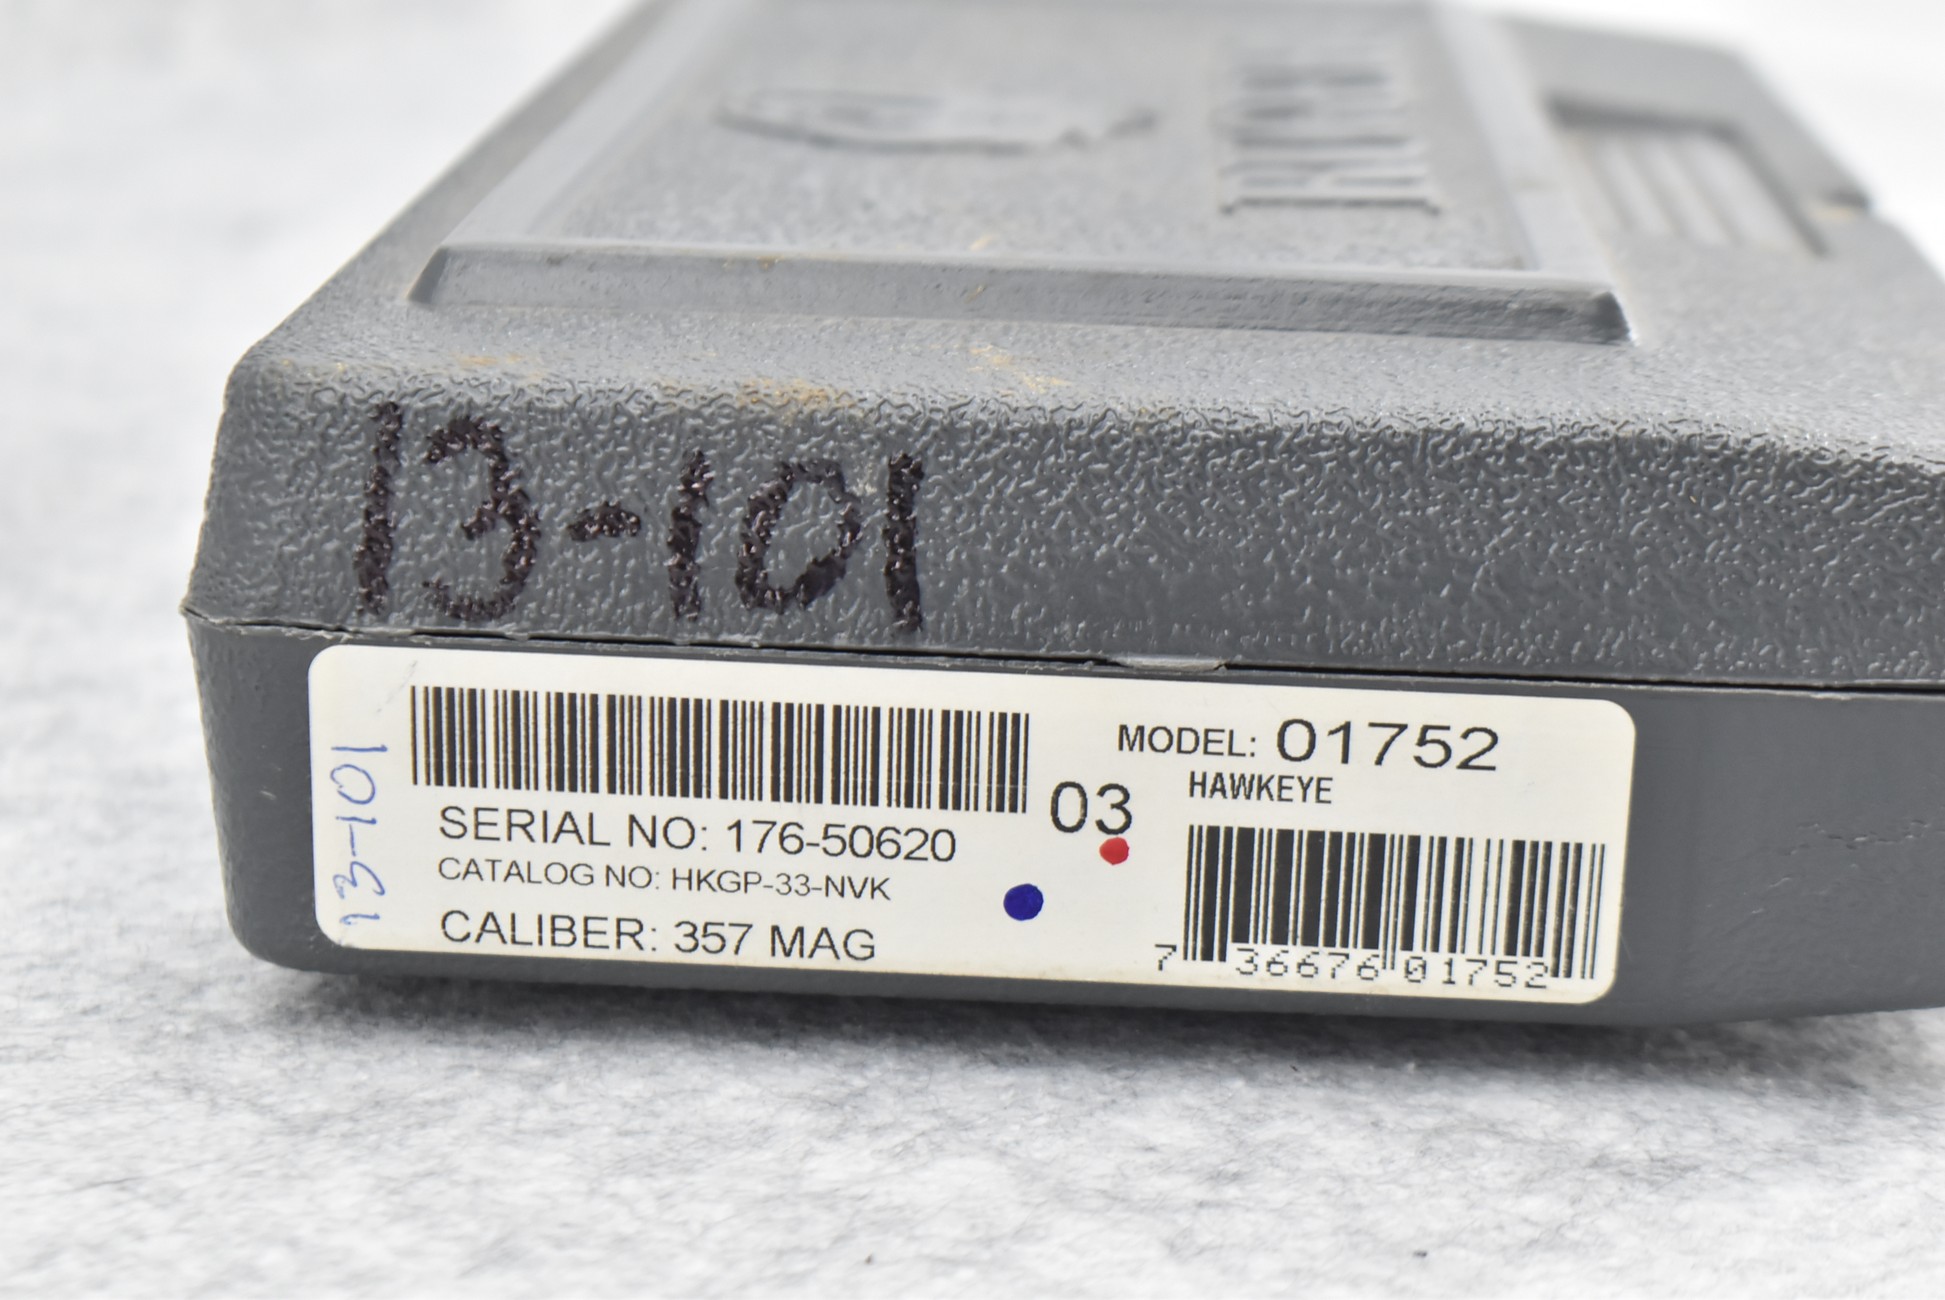 13-101
13-101
SERIAL NO: 176-50620
CATALOG NO: HKGP-33-NVK
CALIBER: 357 MAG
03
MODEL: 01752
HAWKEYE
7 36676 01752